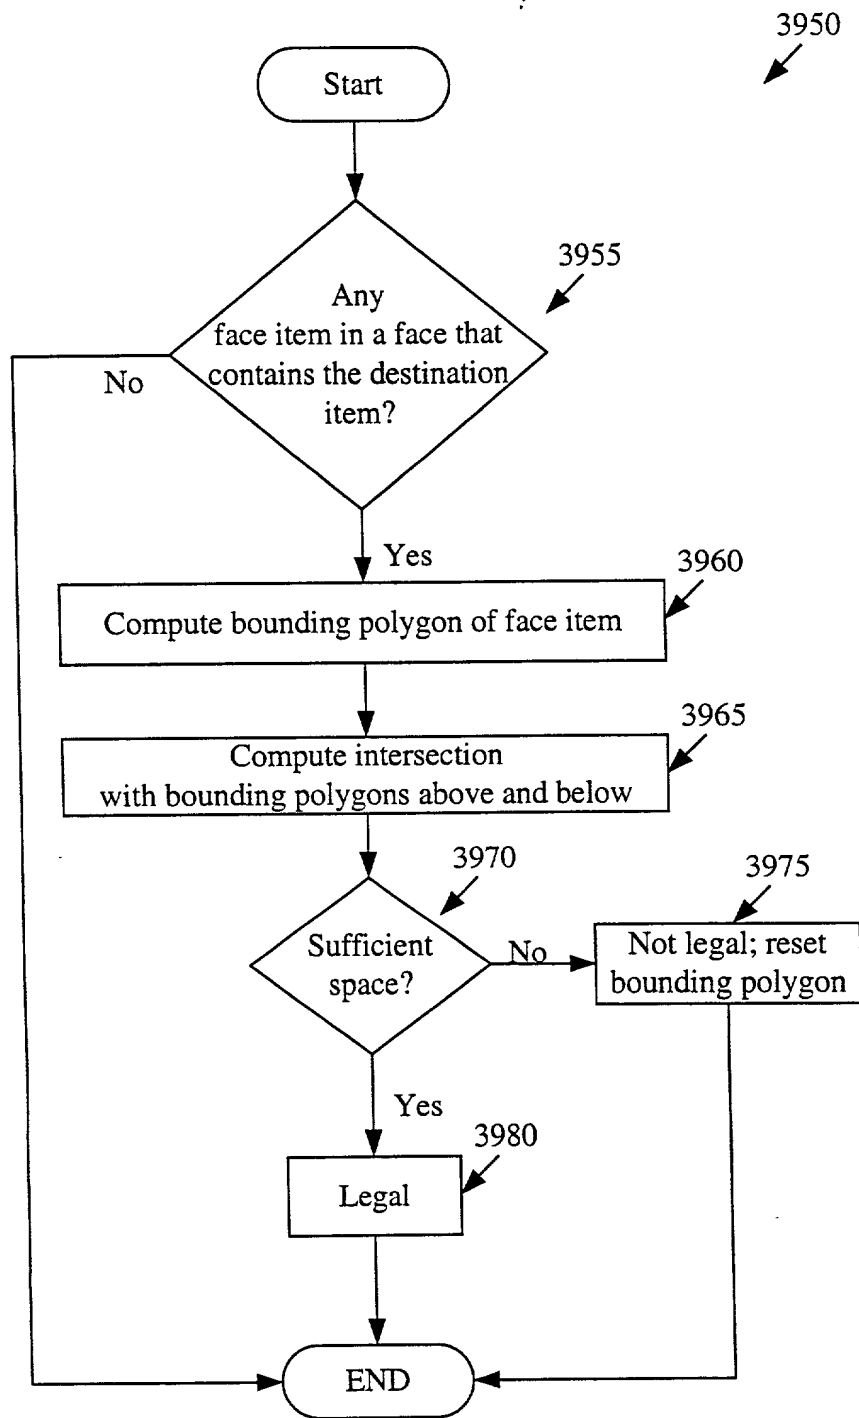 3950
Start
3955
Any
face item in a face that
contains the destination
item?
No
Yes
3960
Compute bounding polygon of face item
3965
Compute intersection
with bounding polygons above and below
3970
3975
Sufficient
space?
No
Not legal; reset
bounding polygon
Yes
3980
Legal
END